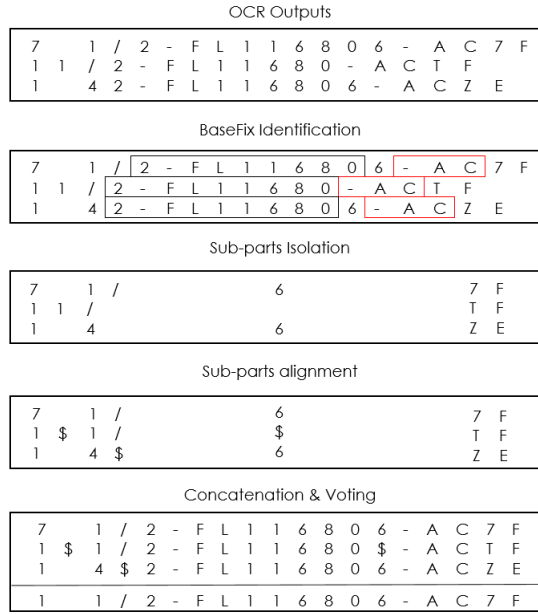 OCR Outputs
7 1 / 2 - F L 1 1 6 8 0 6 - A C 7 F
1 1 / 2 - F L 1 1 6 8 0 - A C T F
1 4 2 - F L 1 1 6 8 0 6 - A C Z E
BaseFix Identification
7 1 / 2 - F L 1 1 6 8 0 6 - A C 7 F
1 1 / 2 - F L 1 1 6 8 0 - A C T F
1 4 2 - F L 1 1 6 8 0 6 - A C Z E
Sub-parts Isolation
7 1 / 6 7 F
1 1 / T F
1 4 6 Z E
Sub-parts alignment
7 1 / 6 7 F
1 $ 1 / $ T F
1 4 $ 6 Z E
Concatenation & Voting
7 1 / 2 - F L 1 1 6 8 0 6 - A C 7 F
1 $ 1 / 2 - F L 1 1 6 8 0 $ - A C T F
1 4 $ 2 - F L 1 1 6 8 0 6 - A C Z E
1 1 / 2 - F L 1 1 6 8 0 6 - A C 7 F